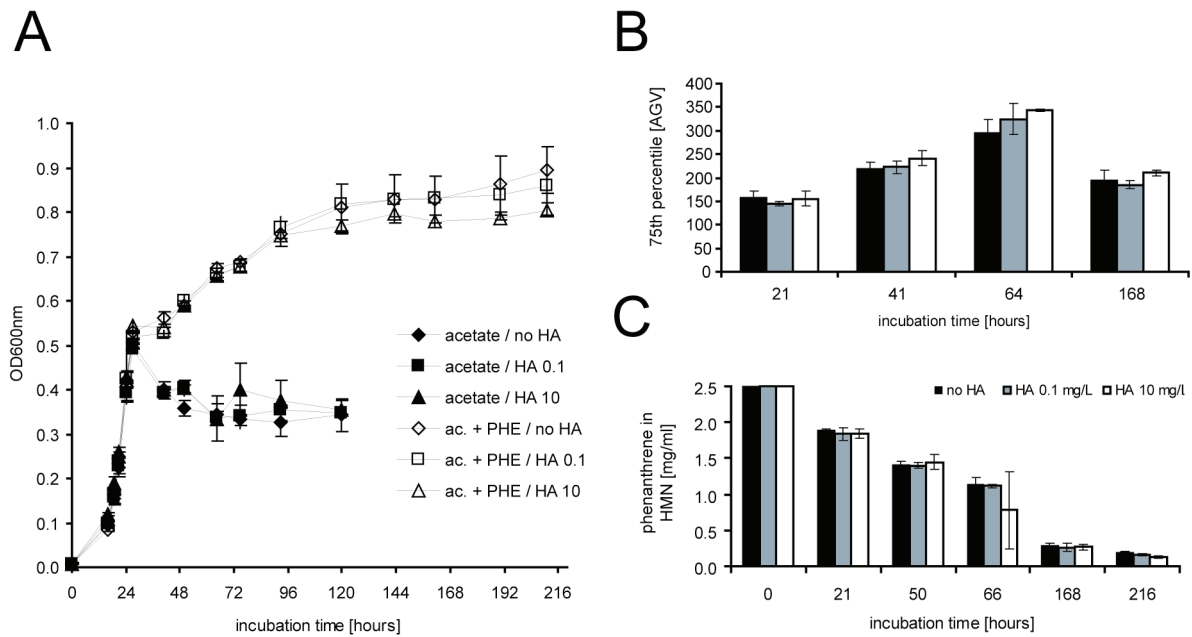 A
OD600nm
1.0
0.9
0.8
0.7
0.6
0.5
0.4
0.3
0.2
0.1
0.0
0 24 48 72 96 120 144 168 192 216
incubation time [hours]
acetate / no HA
acetate / HA 0.1
acetate / HA 10
ac. + PHE / no HA
ac. + PHE / HA 0.1
ac. + PHE / HA 10
B
75th percentile [AGV]
400
350
300
250
200
150
100
50
0
21 41 64 168
incubation time [hours]
C
phenanthrene in
HMN [mg/ml]
2.5
2.0
1.5
1.0
0.5
0.0
no HA HA 0.1 mg/L HA 10 mg/L
0 21 50 66 168 216
incubation time [hours]